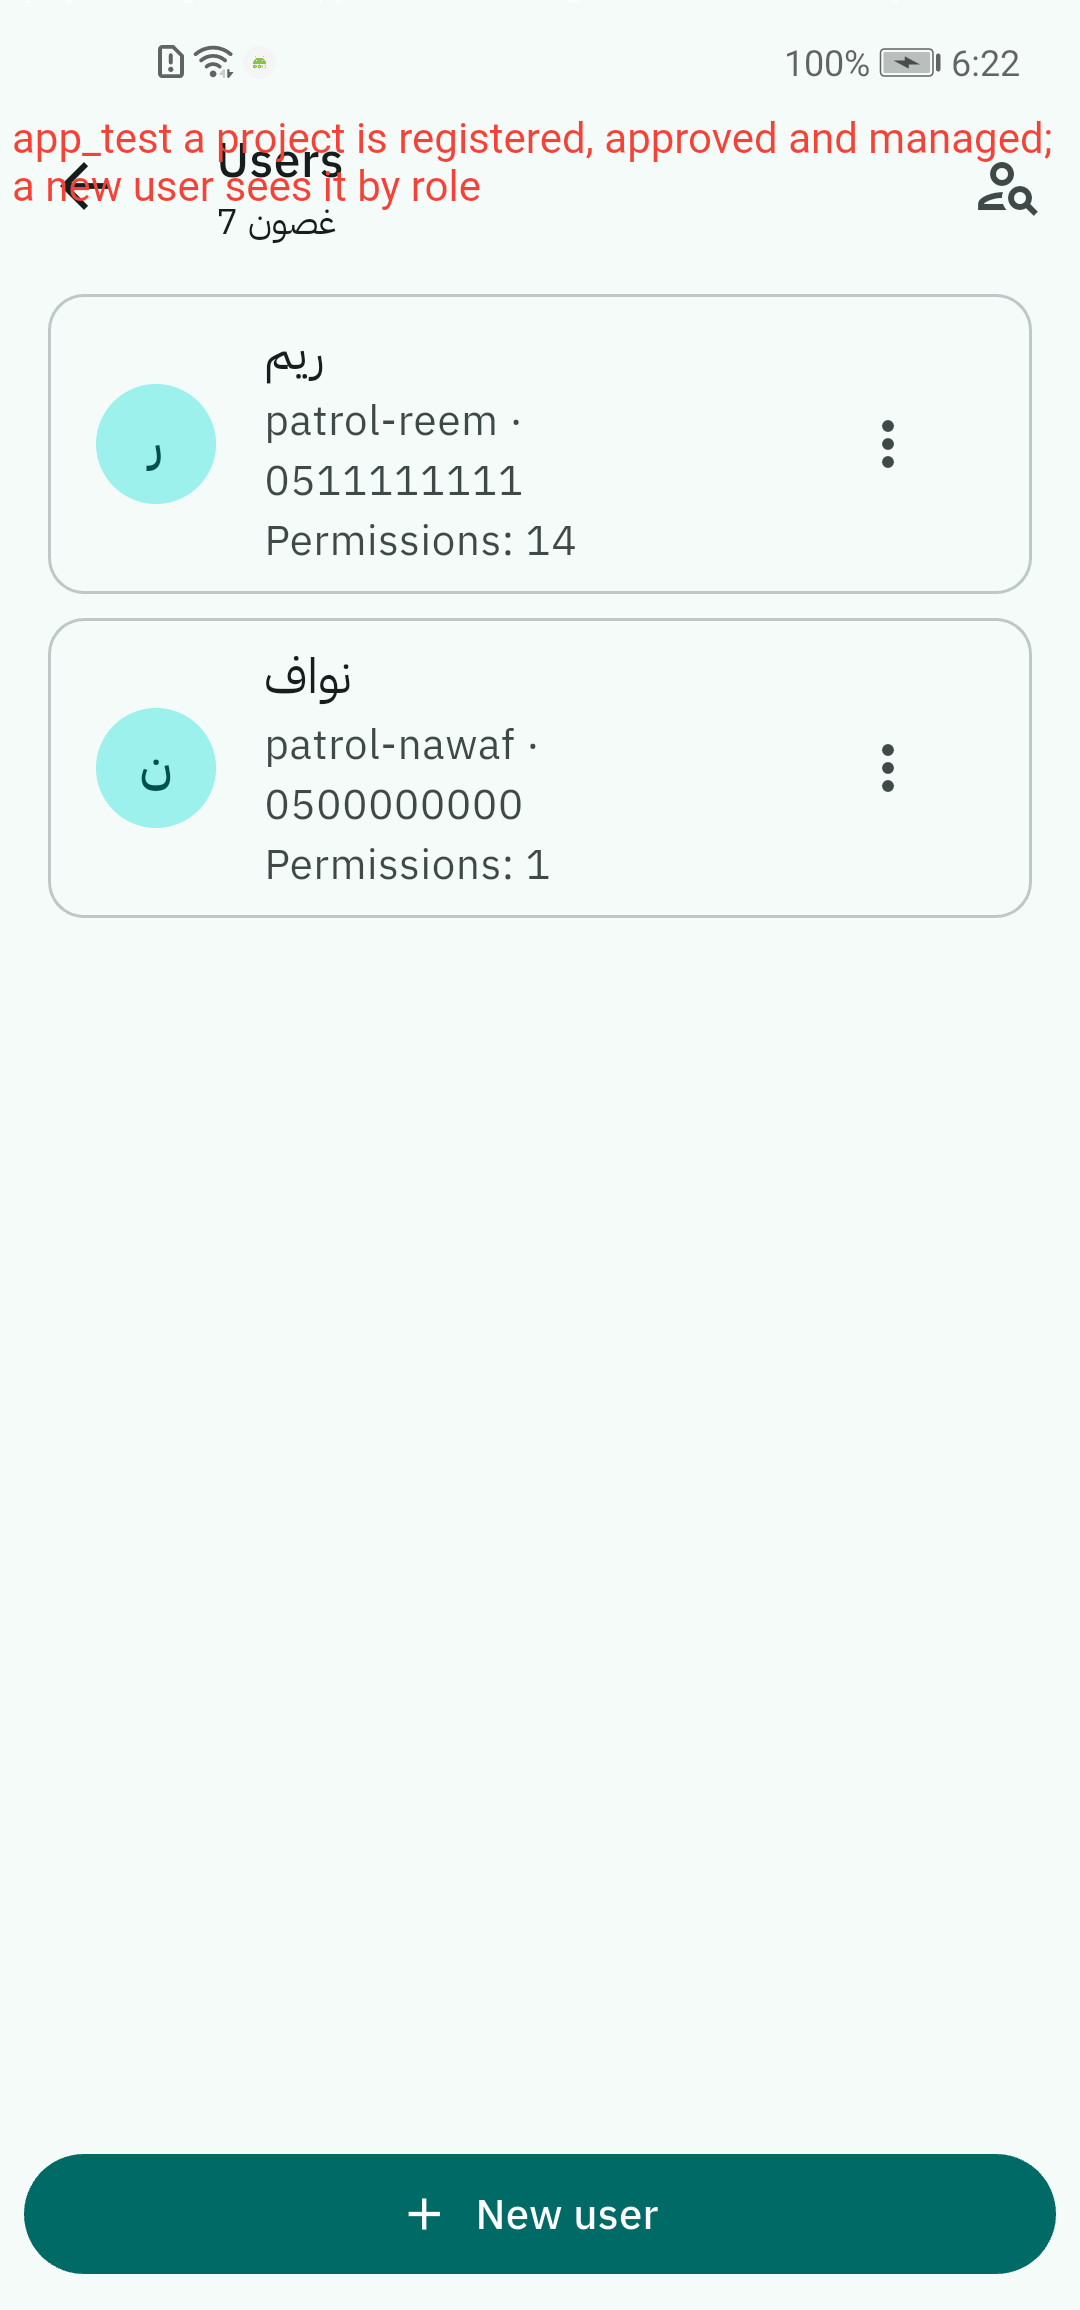 100% 6:22
app_test a project is registered, approved and managed;
a new user sees it by role
Users
غصون 7
ريم
ر
patrol-reem ·
0511111111
Permissions: 14
نواف
ن
patrol-nawaf ·
0500000000
Permissions: 1
+ New user